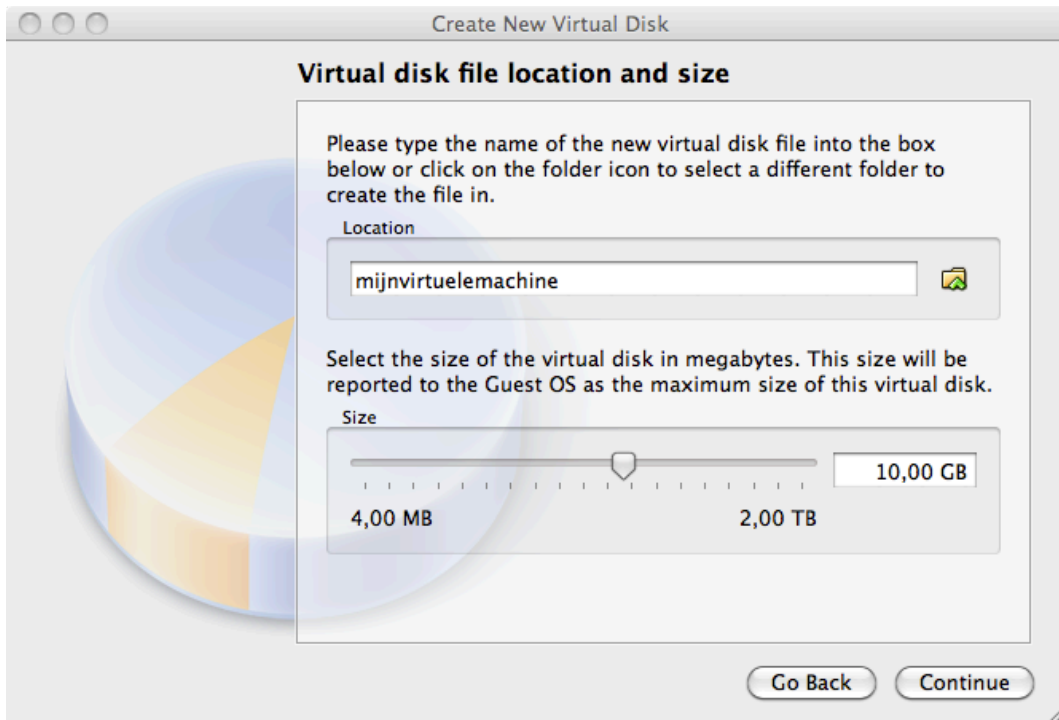 Create New Virtual Disk
Virtual disk file location and size
Please type the name of the new virtual disk file into the box
below or click on the folder icon to select a different folder to
create the file in.
Location
mijnvirtuelemachine
Select the size of the virtual disk in megabytes. This size will be
reported to the Guest OS as the maximum size of this virtual disk.
Size
10,00 GB
4,00 MB 2,00 TB
Go Back Continue